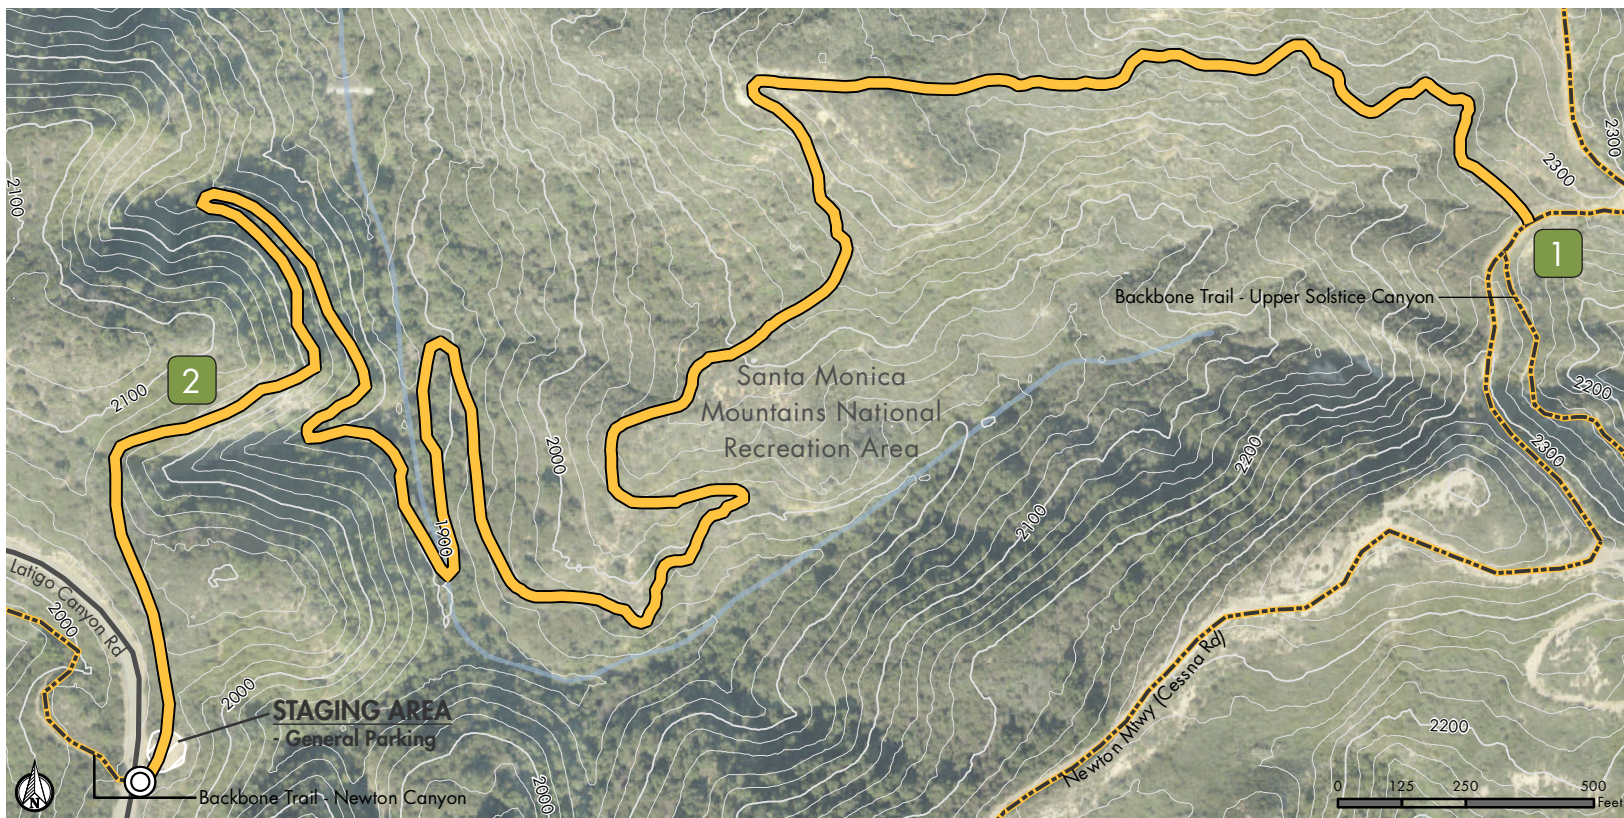 2300
2300
2100
1
Backbone Trail - Upper Solstice Canyon
2
2100
Santa Monica
Mountains National
Recreation Area
2200
2000
2200
2300
1900
2100
Latigo Canyon Rd
2000
2000
STAGING AREA
- General Parking
Newton Mtwy (Cessna Rd)
2200
N
Backbone Trail - Newton Canyon
2000
0 125 250 500
Feet